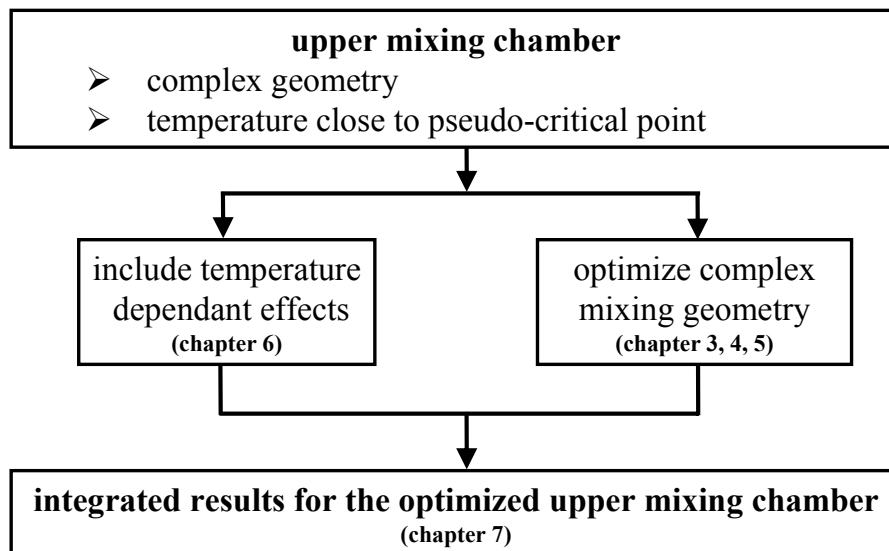 upper mixing chamber
➢ complex geometry
➢ temperature close to pseudo-critical point
include temperature
dependant effects
(chapter 6)
optimize complex
mixing geometry
(chapter 3, 4, 5)
integrated results for the optimized upper mixing chamber
(chapter 7)